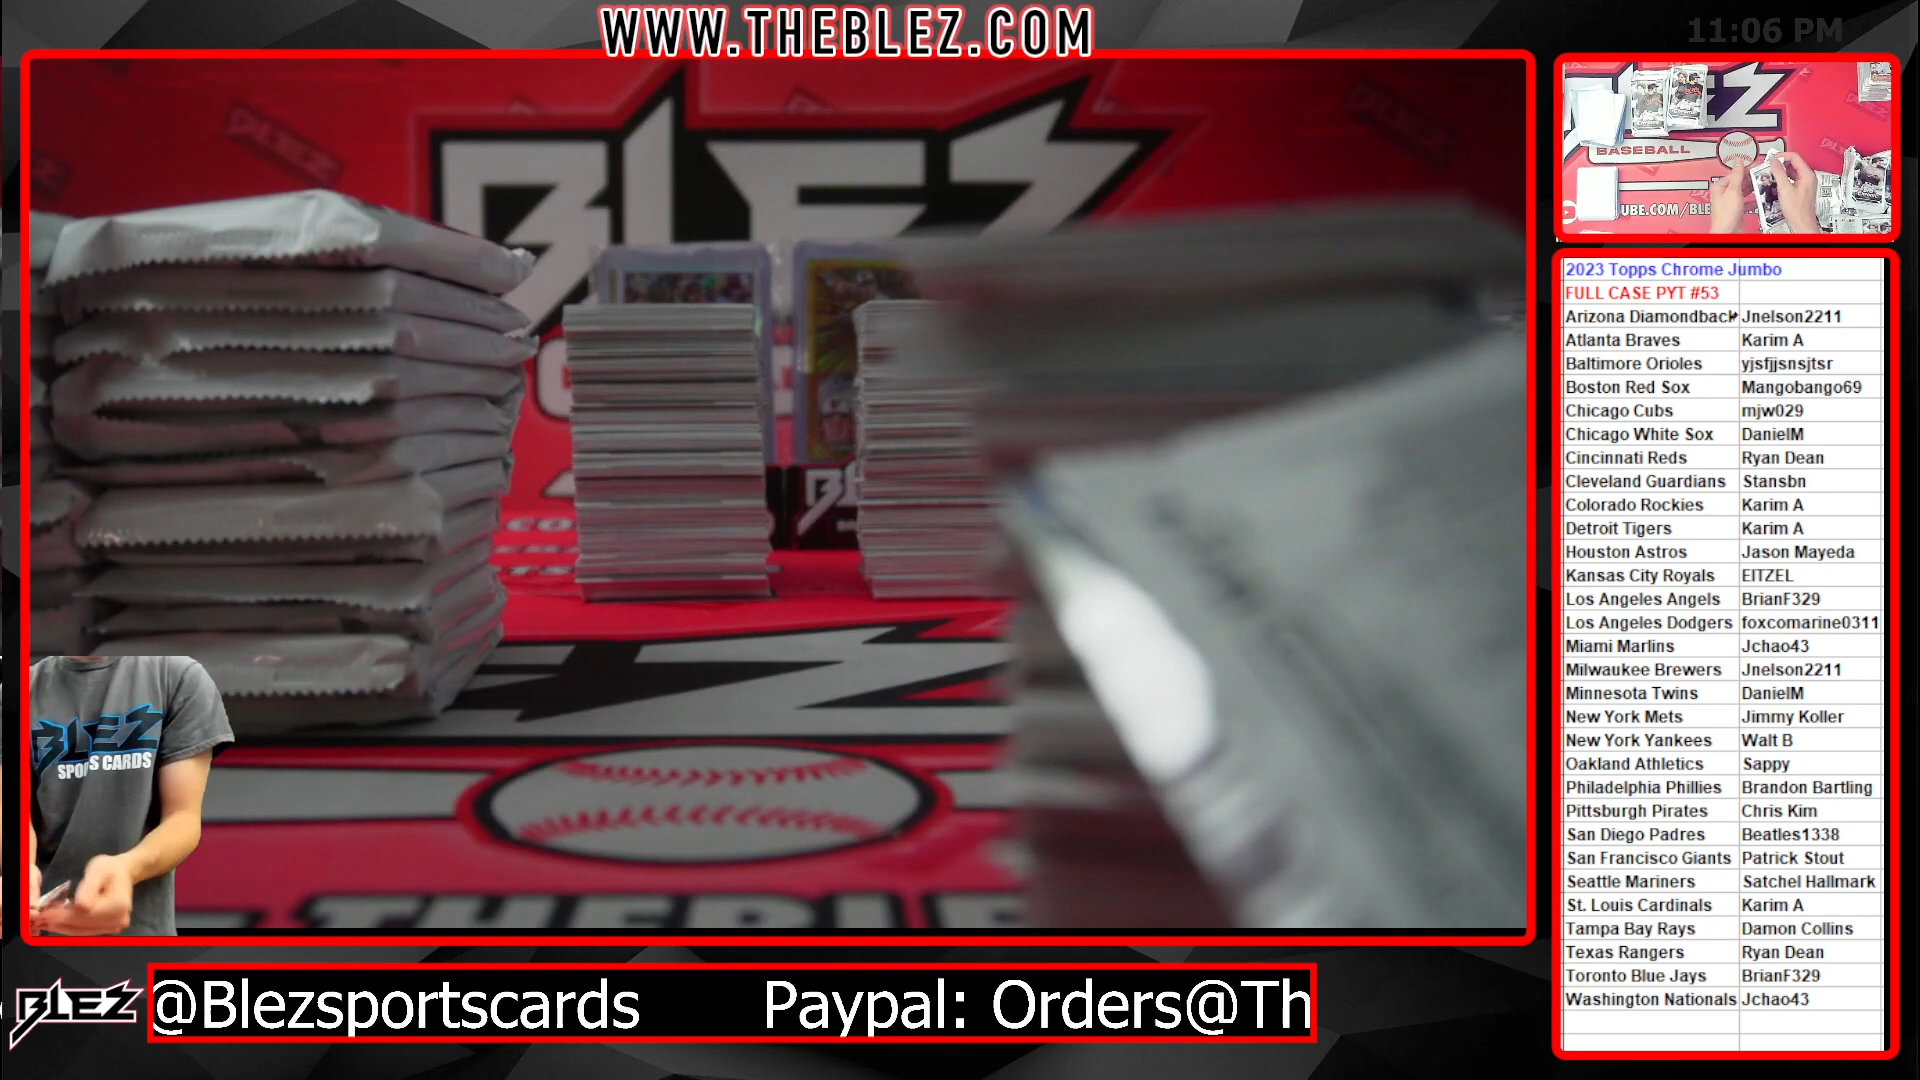 WWW.THEBLEZ.COM
11:06 PM
BLEZ
BASEBALL
UBE.COM/BLE
BLEZ
SPORTS CARDS
2023 Topps Chrome Jumbo
FULL CASE PYT #53
Arizona Diamondback Jnelson2211
Atlanta Braves Karim A
Baltimore Orioles yjsfjjsnsjtsr
Boston Red Sox Mangobango69
Chicago Cubs mjw029
Chicago White Sox DanielM
Cincinnati Reds Ryan Dean
Cleveland Guardians Stansbn
Colorado Rockies Karim A
Detroit Tigers Karim A
Houston Astros Jason Mayeda
Kansas City Royals EITZEL
Los Angeles Angels BrianF329
Los Angeles Dodgers foxcomarine0311
Miami Marlins Jchao43
Milwaukee Brewers Jnelson2211
Minnesota Twins DanielM
New York Mets Jimmy Koller
New York Yankees Walt B
Oakland Athletics Sappy
Philadelphia Phillies Brandon Bartling
Pittsburgh Pirates Chris Kim
San Diego Padres Beatles1338
San Francisco Giants Patrick Stout
Seattle Mariners Satchel Hallmark
St. Louis Cardinals Karim A
Tampa Bay Rays Damon Collins
Texas Rangers Ryan Dean
Toronto Blue Jays BrianF329
Washington Nationals Jchao43
BLEZ
@Blezsportscards Paypal: Orders@Th